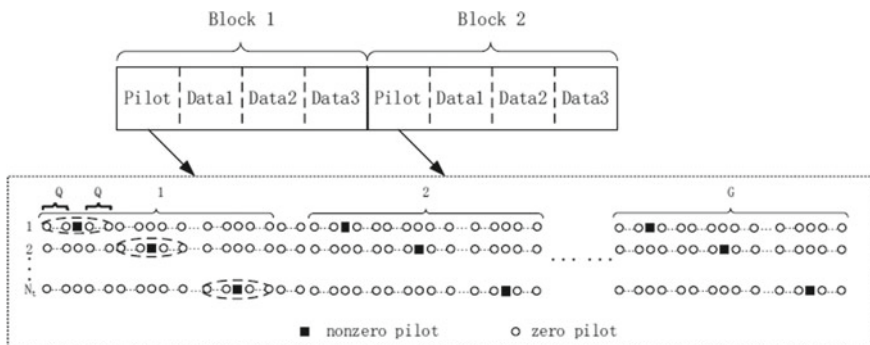 Block 1 Block 2
Pilot Data1 Data2 Data3 Pilot Data1 Data2 Data3
Q Q 1 2 G
1
2
Nt
nonzero pilot zero pilot